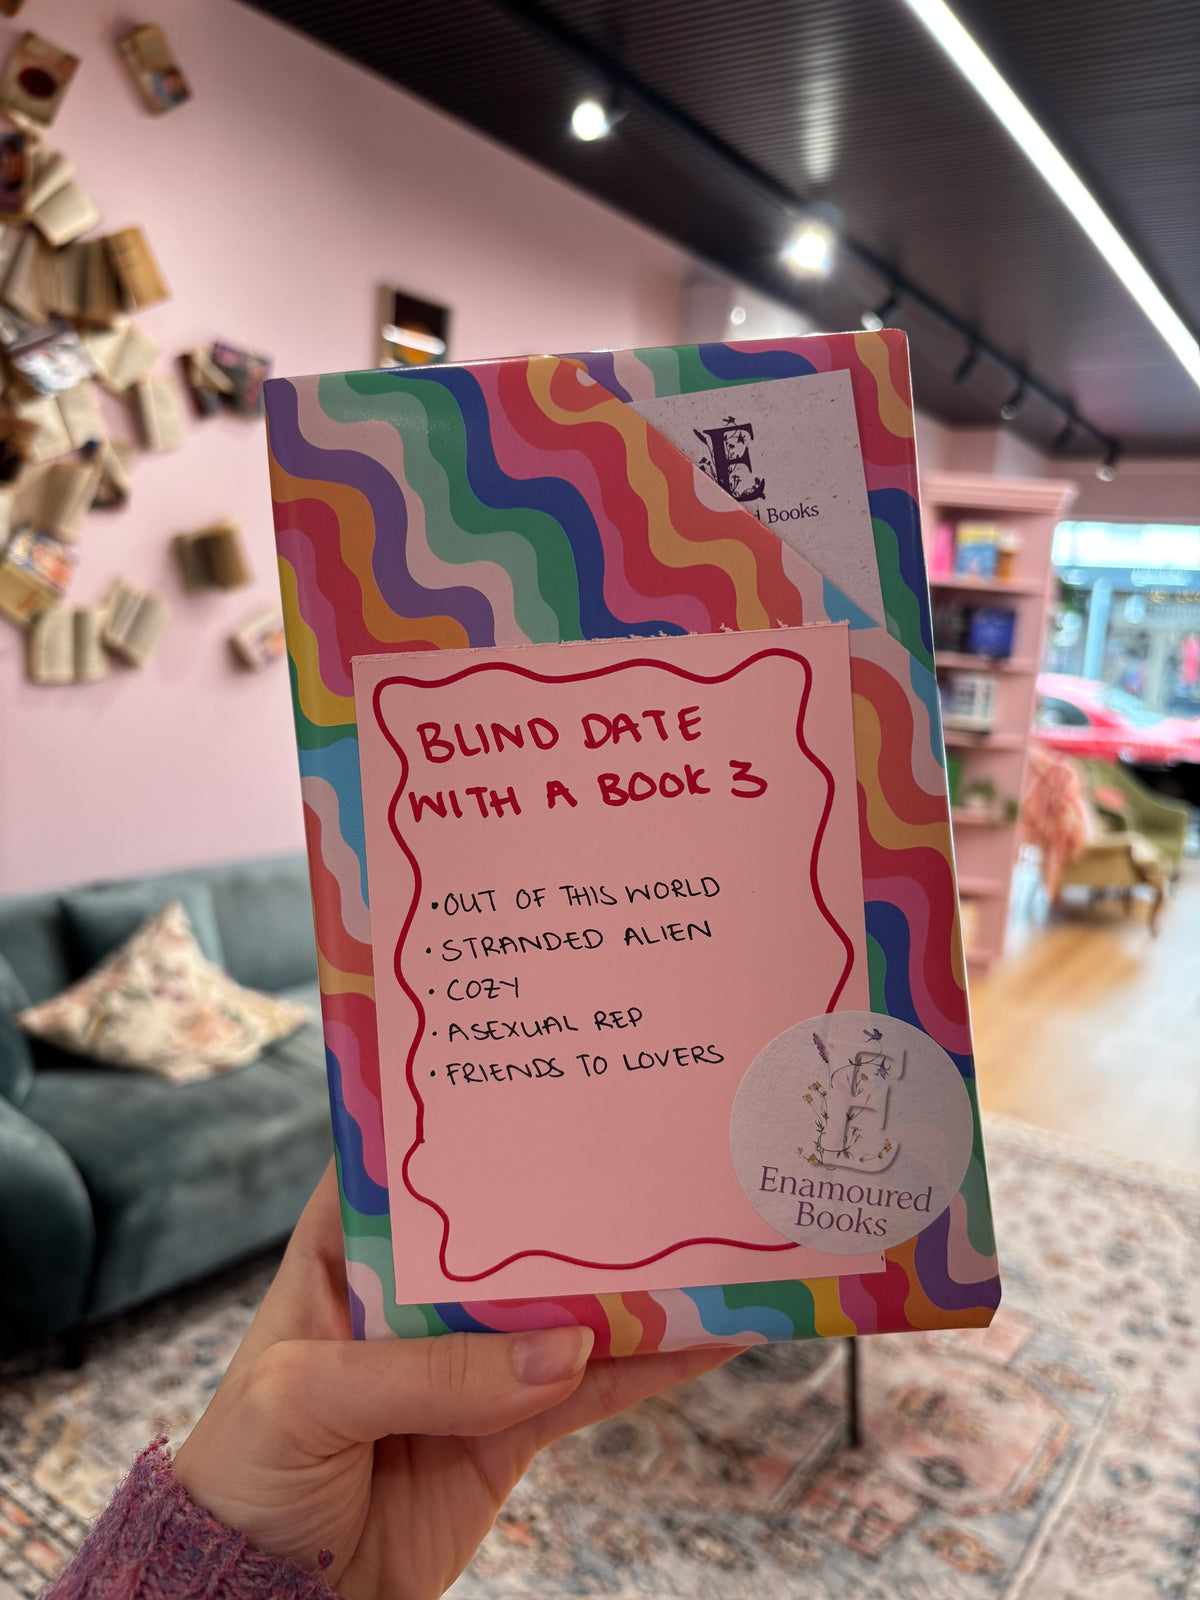 E
d Books
BLIND DATE
WITH A BOOK 3
• OUT OF THIS WORLD
• STRANDED ALIEN
• COZY
• ASEXUAL REP
• FRIENDS TO LOVERS
E
Enamoured
Books